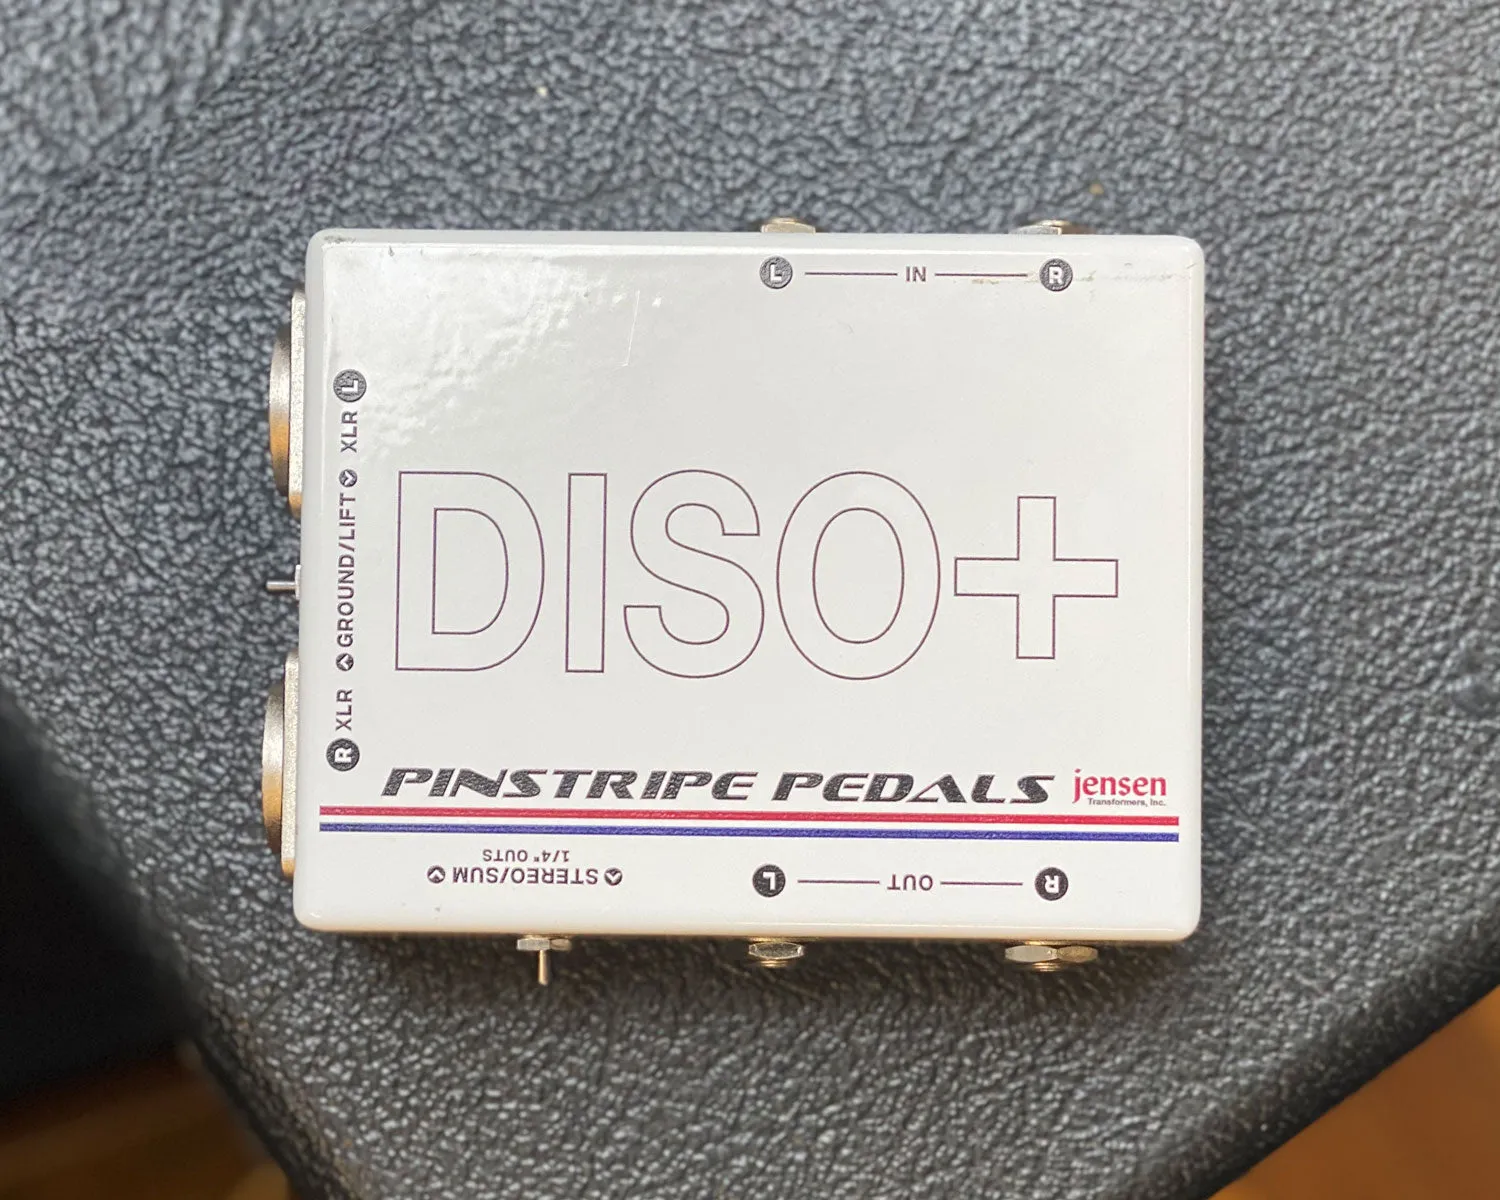 L IN R
XLR L
GROUND/LIFT
R XLR
DISO+
PINSTRIPE PEDALS
jensen
Transformers, Inc.
STEREO/SUM
1/4" OUTS
L OUT R